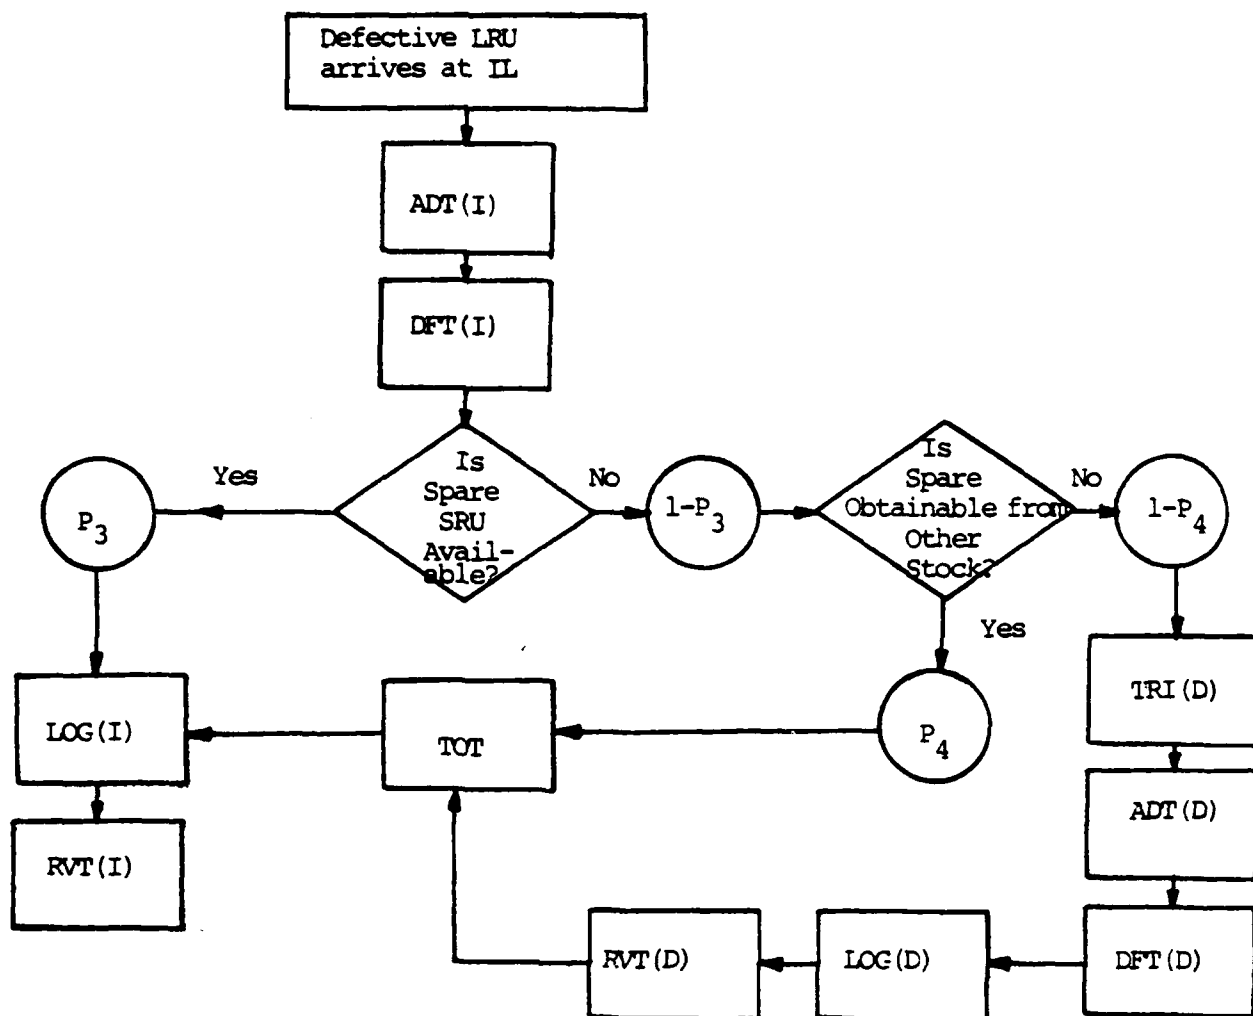 Defective LRU
arrives at IL
ADT(I)
DFT(I)
Is
Spare
SRU
Avail-
able?
Yes
No
P3
1-P3
Is
Spare
Obtainable from
Other
Stock?
No
Yes
1-P4
P4
TRI(D)
ADT(D)
DFT(D)
LOG(D)
RVT(D)
TOT
LOG(I)
RVT(I)